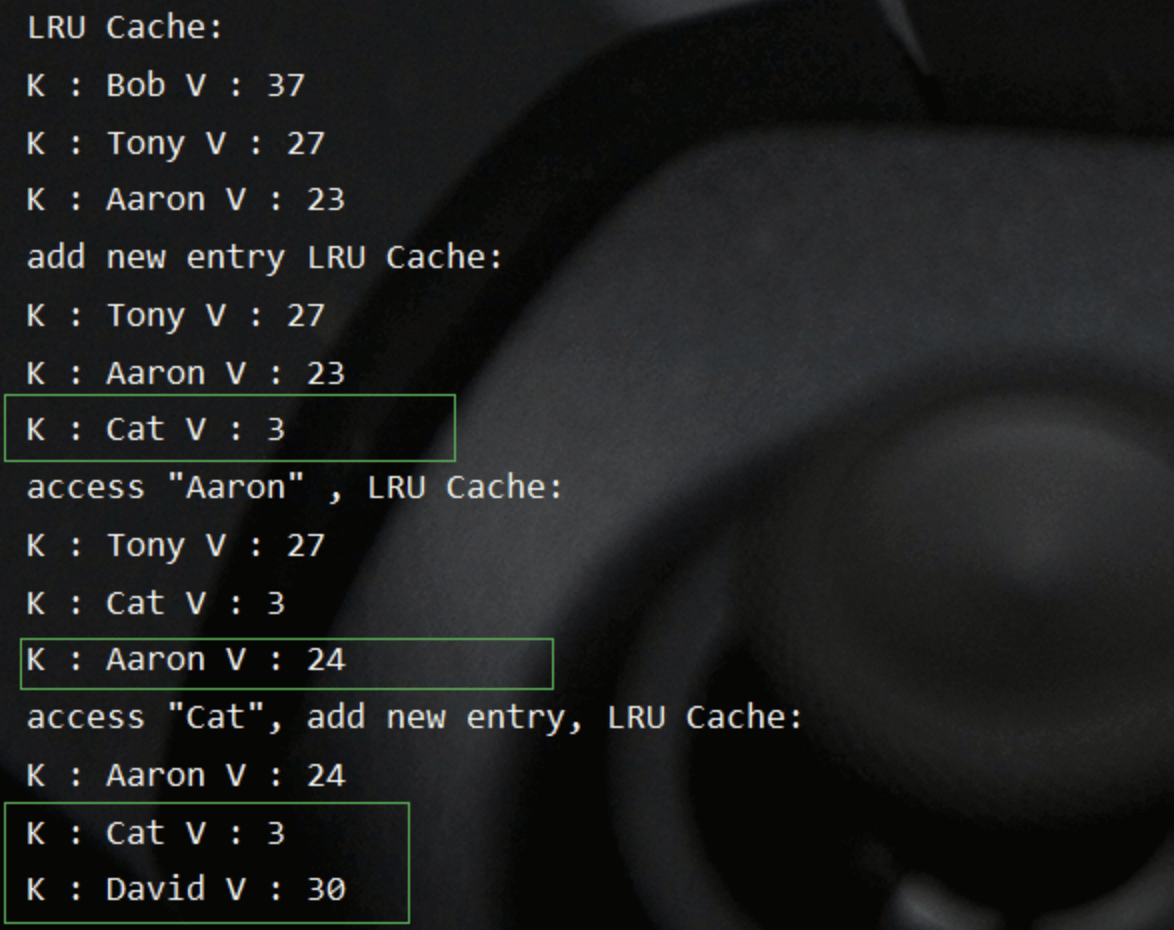 LRU Cache:
K : Bob V : 37
K : Tony V : 27
K : Aaron V : 23
add new entry LRU Cache:
K : Tony V : 27
K : Aaron V : 23
K : Cat V : 3
access "Aaron" , LRU Cache:
K : Tony V : 27
K : Cat V : 3
K : Aaron V : 24
access "Cat", add new entry, LRU Cache:
K : Aaron V : 24
K : Cat V : 3
K : David V : 30